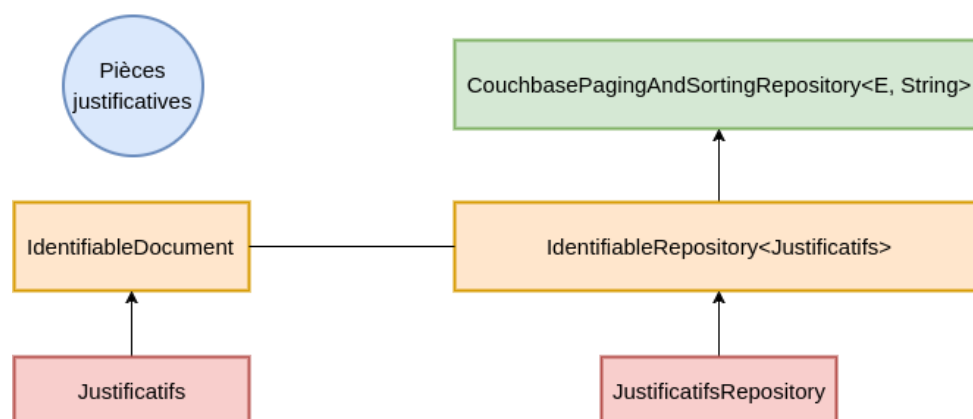 Pièces
justificatives
CouchbasePagingAndSortingRepository<E, String>
IdentifiableDocument
IdentifiableRepository<Justificatifs>
Justificatifs
JustificatifsRepository